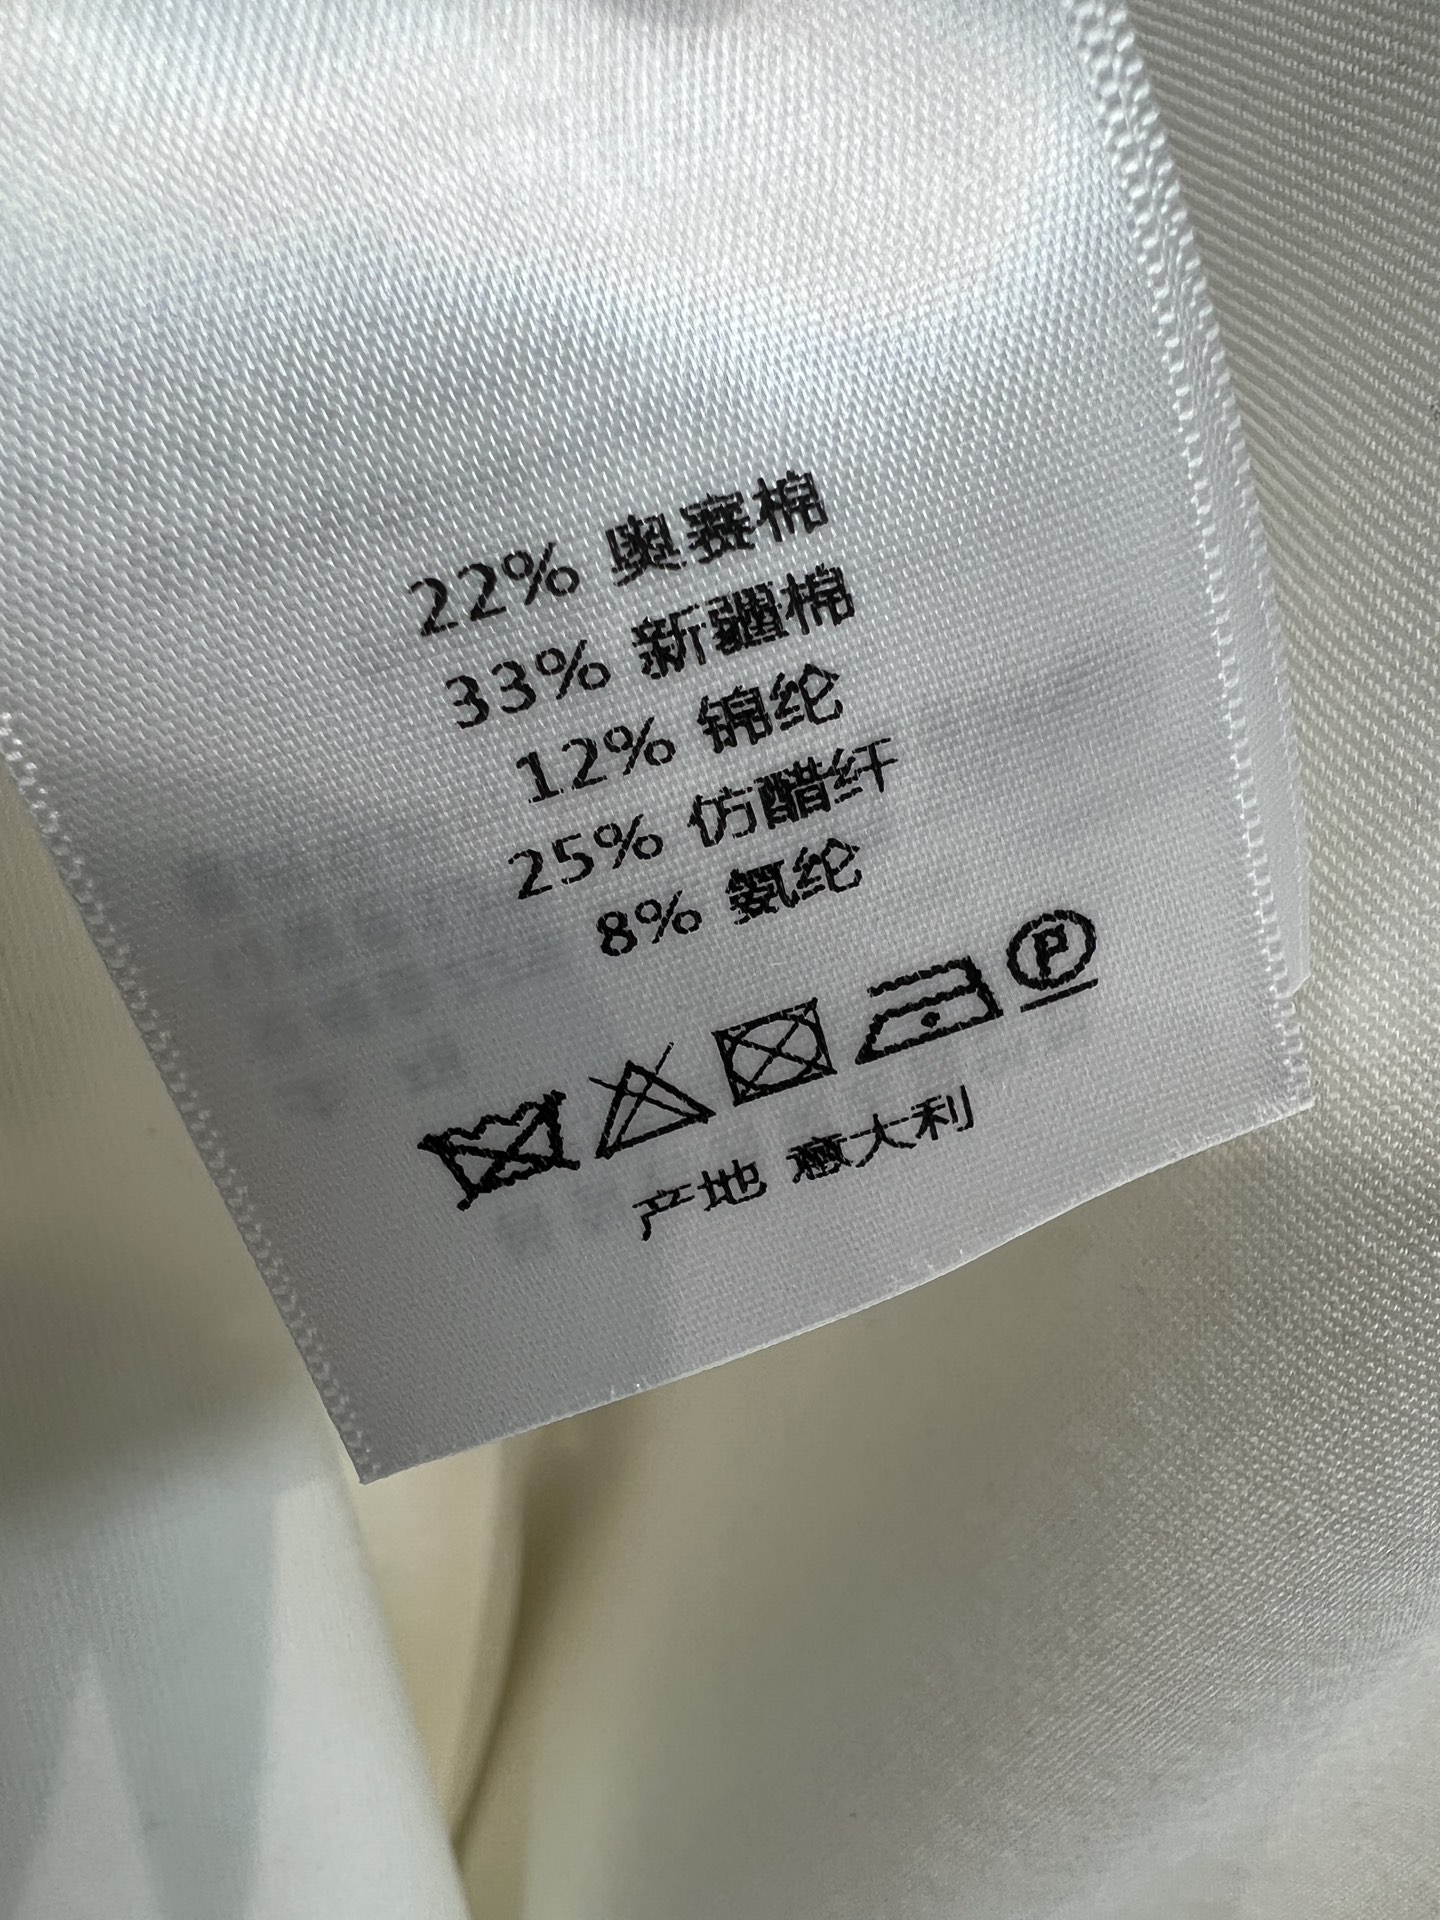 22% 奥赛棉
33% 新疆棉
12% 锦纶
25% 仿醋纤
8% 氨纶
P
产地 意大利